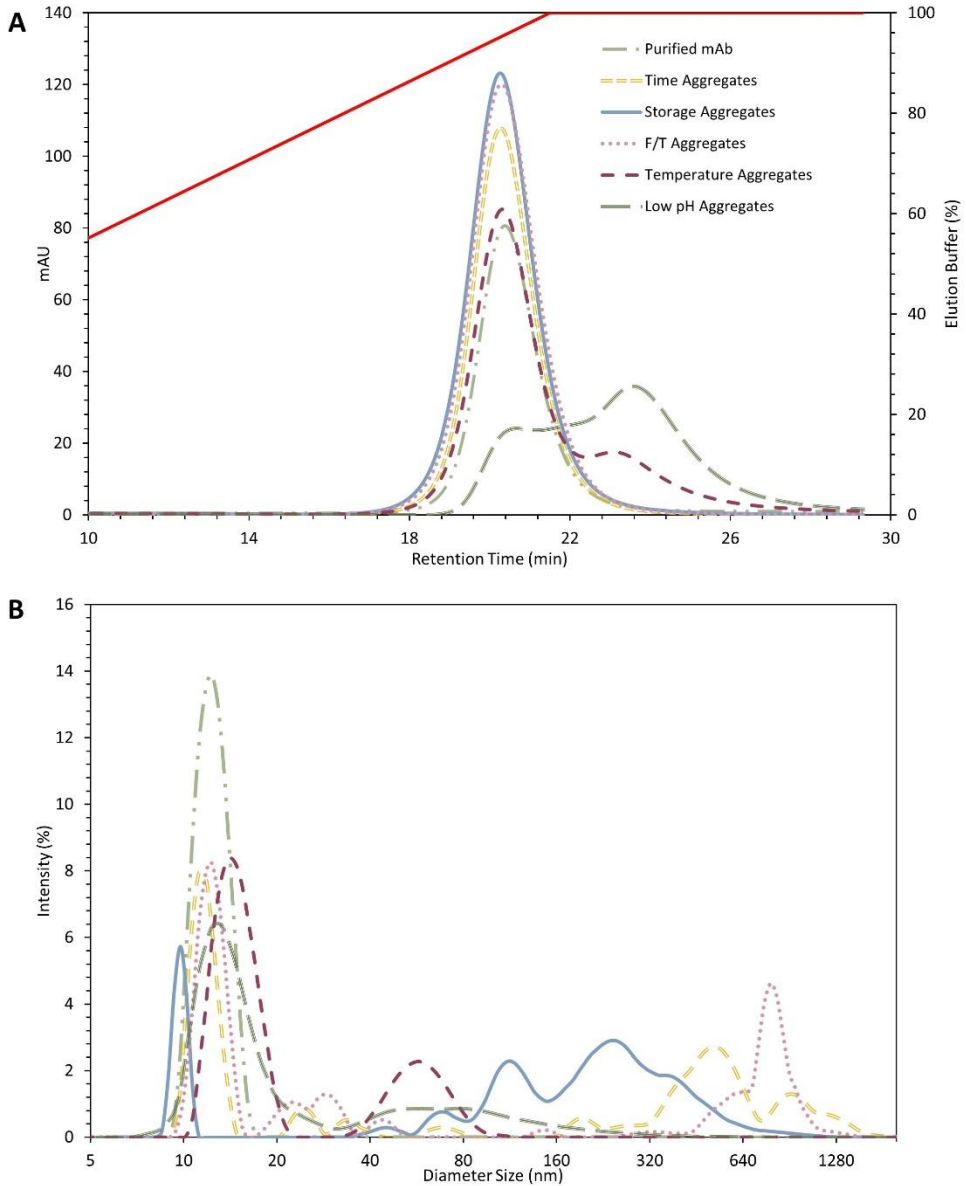 A
140
120
100
80
60
40
20
0
mAU
100
80
60
40
20
0
Elution Buffer (%)
Purified mAb
Time Aggregates
Storage Aggregates
F/T Aggregates
Temperature Aggregates
Low pH Aggregates
10 14 18 22 26 30
Retention Time (min)
B
16
14
12
10
8
6
4
2
0
Intensity (%)
5 10 20 40 80 160 320 640 1280
Diameter Size (nm)